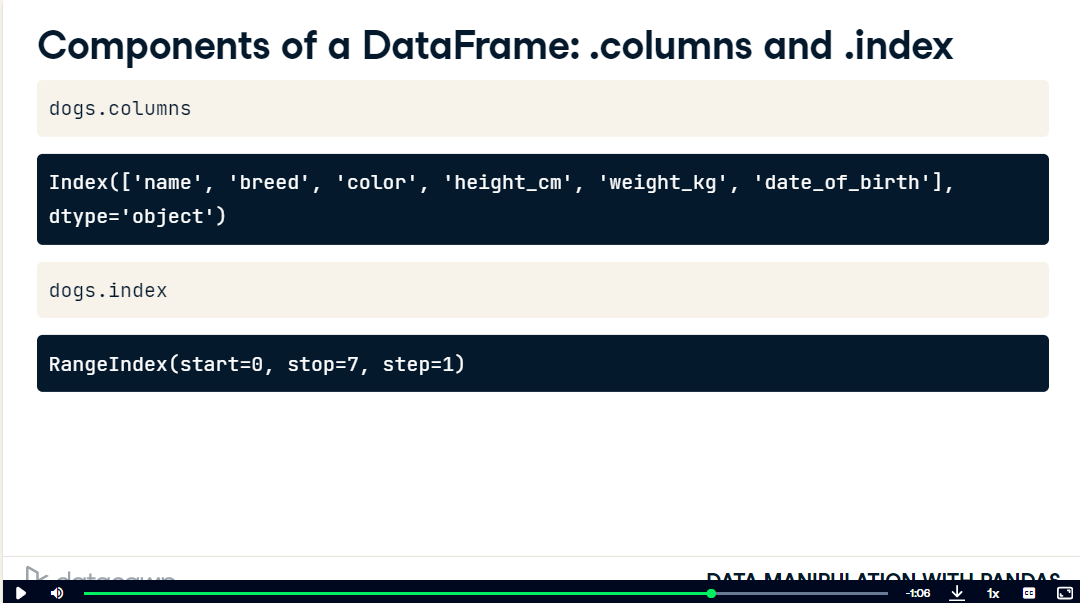 Components of a DataFrame: .columns and .index
dogs.columns
Index(['name', 'breed', 'color', 'height_cm', 'weight_kg', 'date_of_birth'],
dtype='object')
dogs.index
RangeIndex(start=0, stop=7, step=1)
datacamp
DATA MANIPULATION WITH PANDAS
-1:06
1x
CC